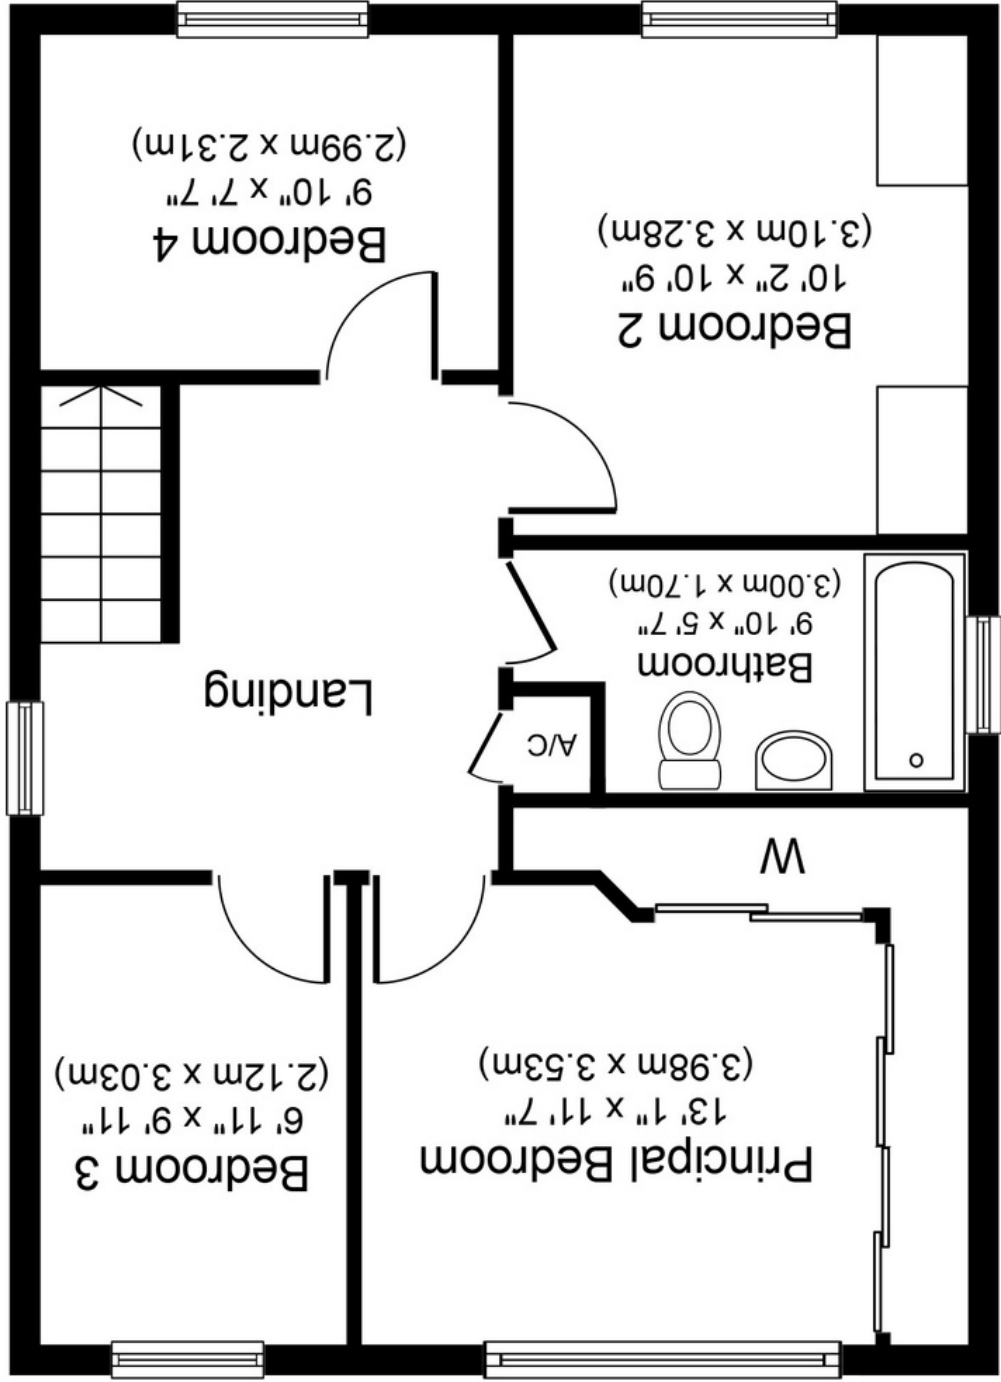 Principal Bedroom
13' 1" x 11' 7"
(3.98m x 3.53m)
Bedroom 3
6' 11" x 9' 11"
(2.12m x 3.03m)
W
A/C
Bathroom
9' 10" x 5' 7"
(3.00m x 1.70m)
Landing
Bedroom 2
10' 2" x 10' 9"
(3.10m x 3.28m)
Bedroom 4
9' 10" x 7' 7"
(2.99m x 2.31m)